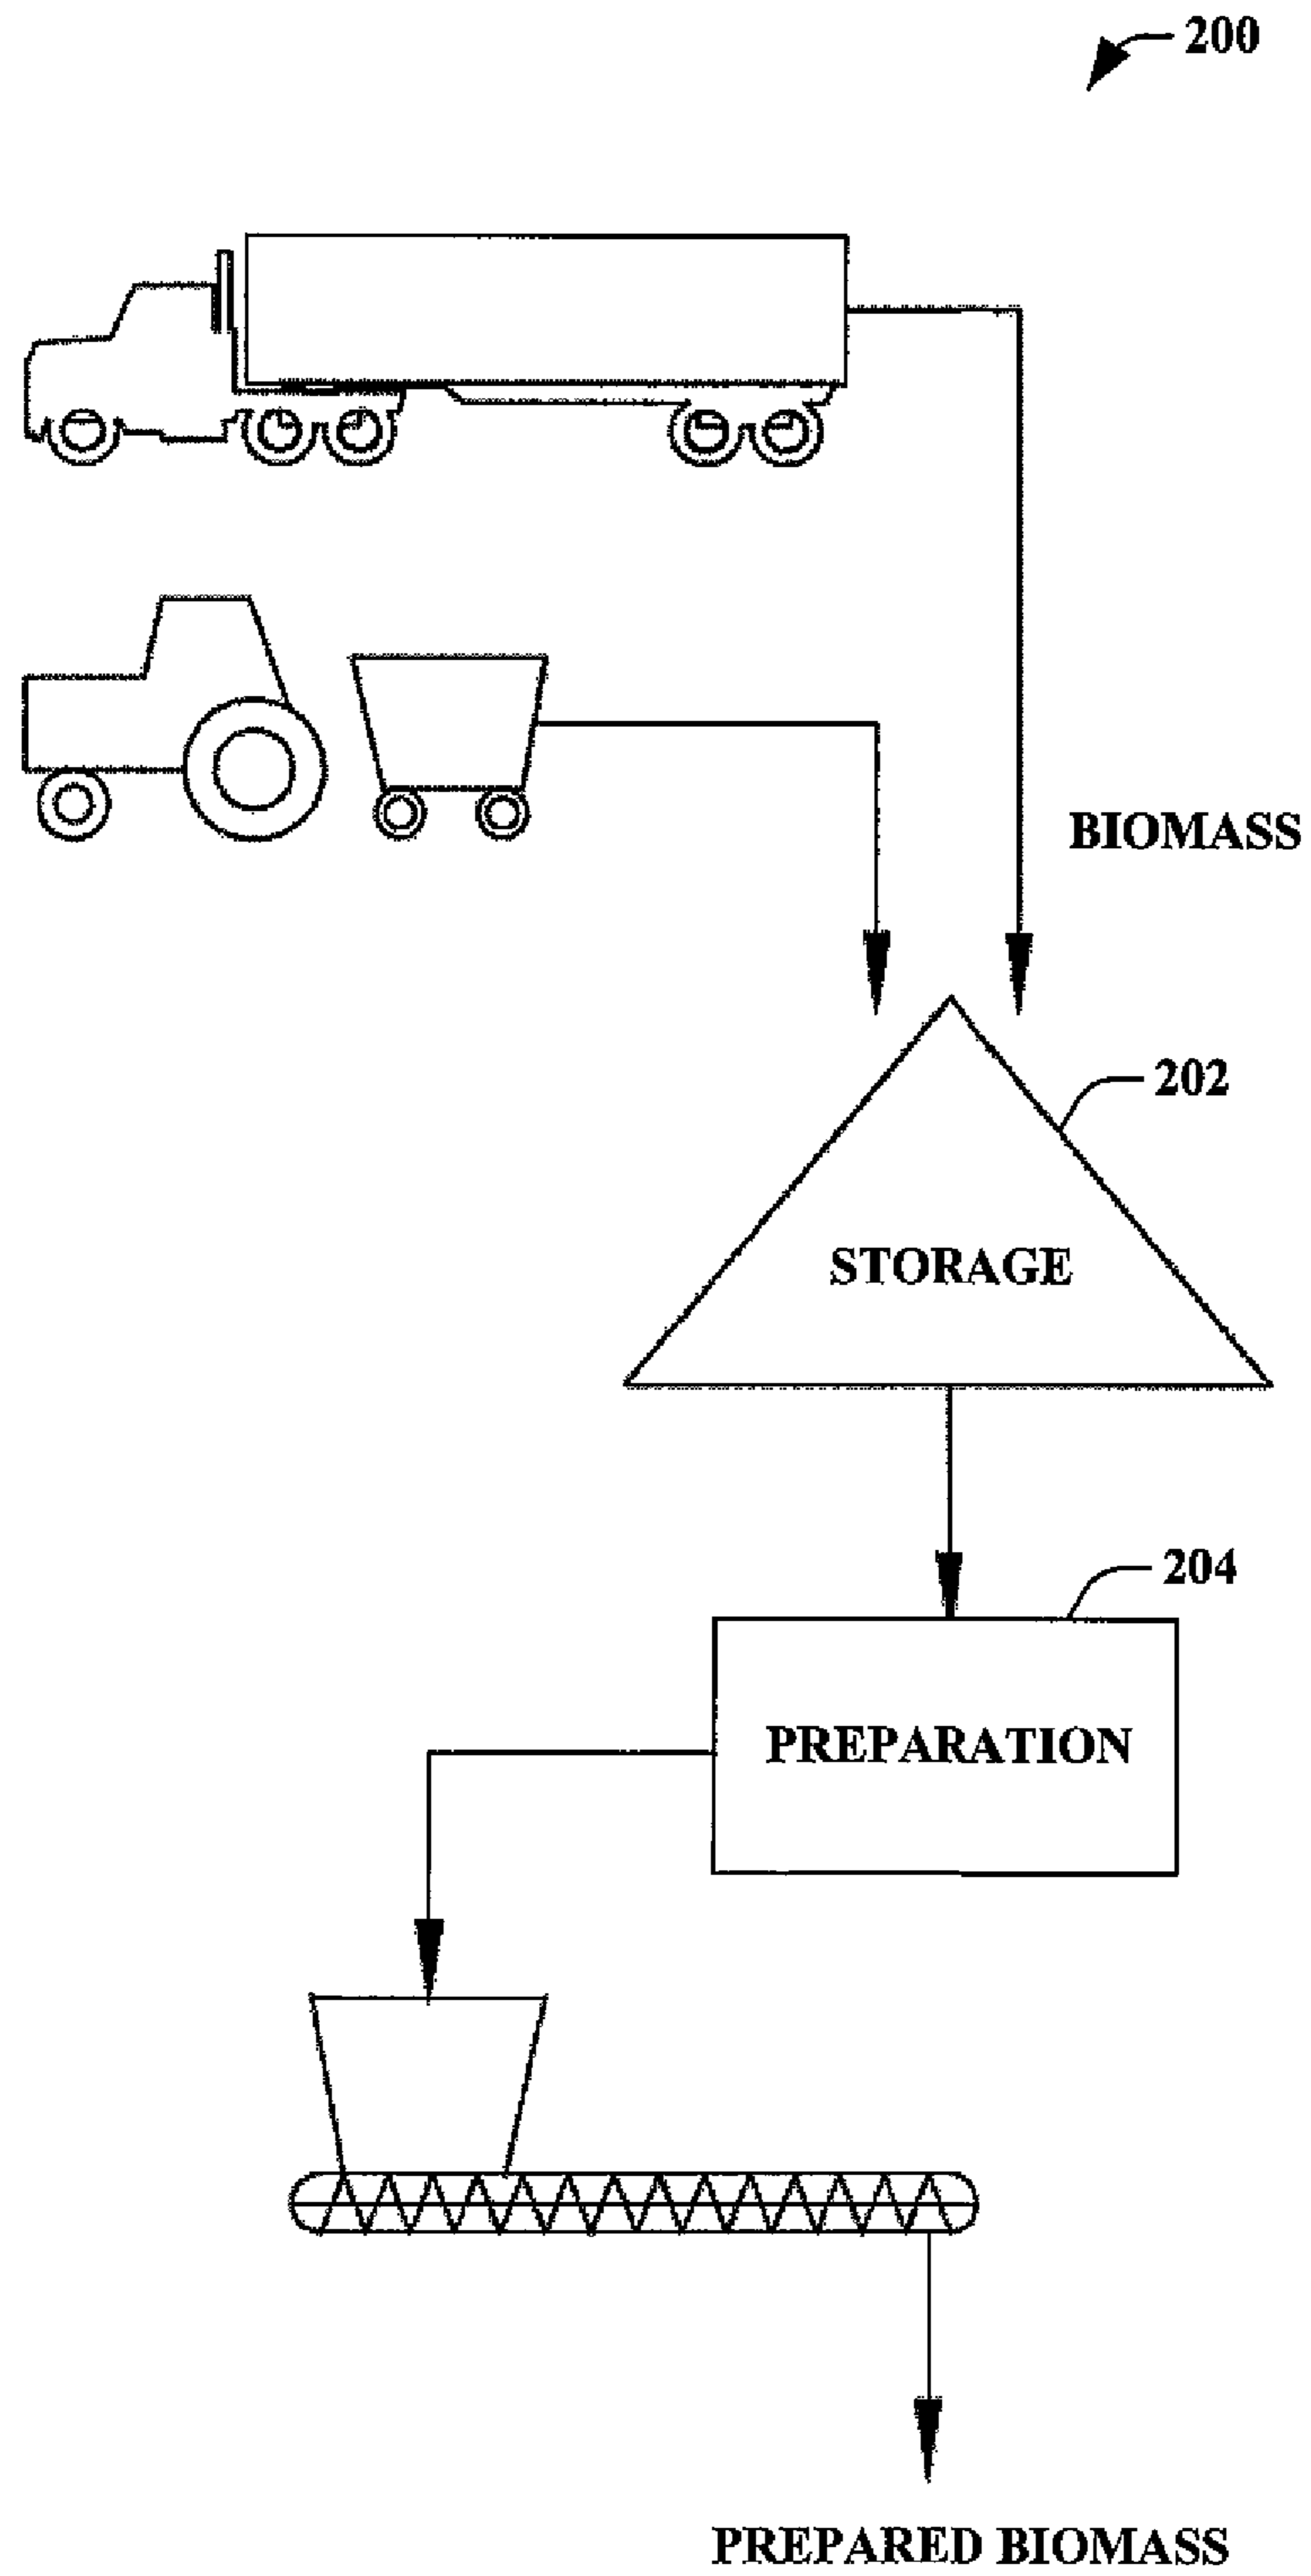 200
BIOMASS
202
STORAGE
204
PREPARATION
PREPARED BIOMASS